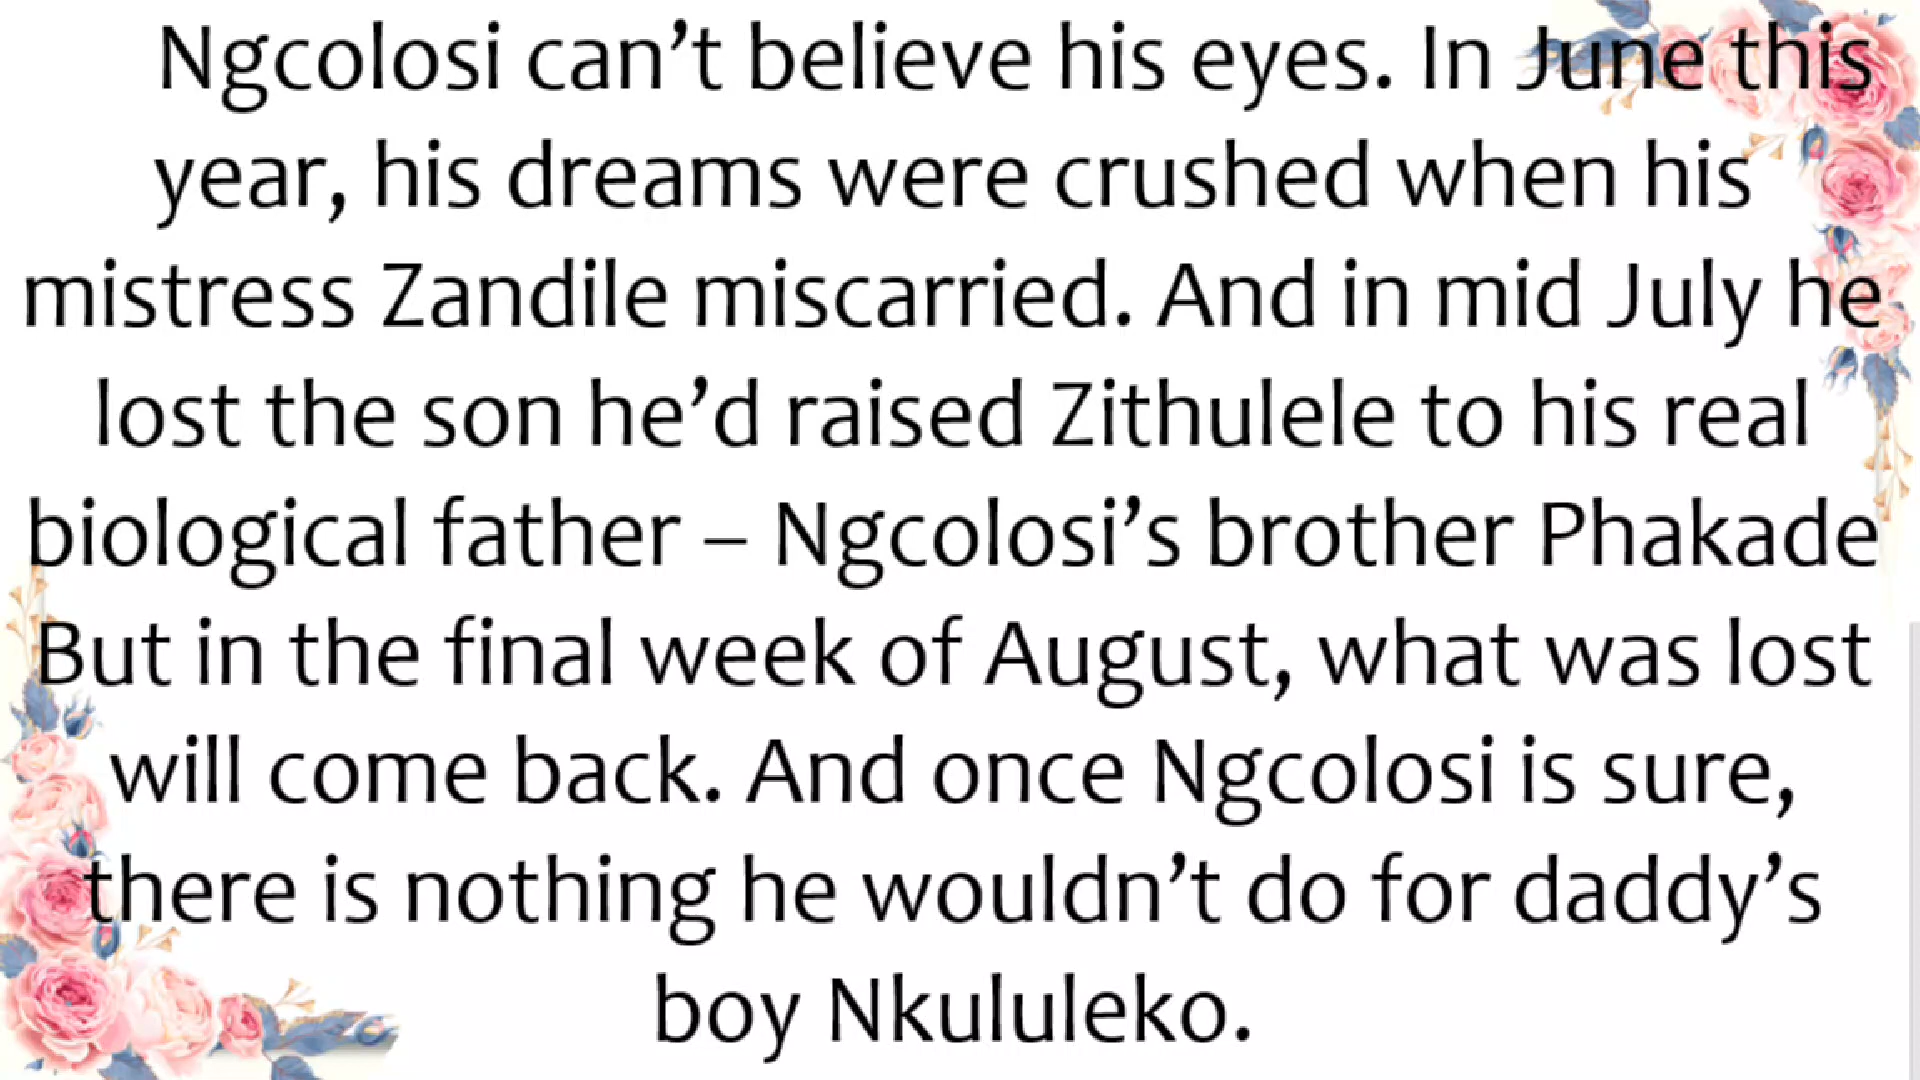 Ngcolosi can’t believe his eyes. In June this
year, his dreams were crushed when his
mistress Zandile miscarried. And in mid July he
lost the son he’d raised Zithulele to his real
biological father – Ngcolosi’s brother Phakade
But in the final week of August, what was lost
will come back. And once Ngcolosi is sure,
there is nothing he wouldn’t do for daddy’s
boy Nkululeko.